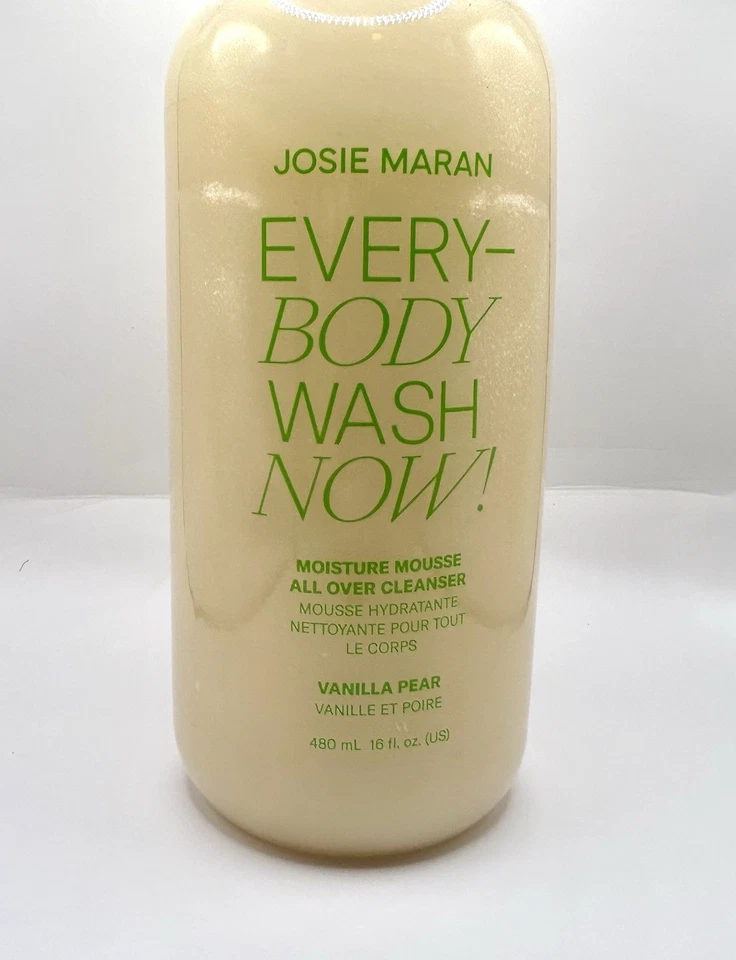 JOSIE MARAN
EVERY-
BODY
WASH
NOW!
MOISTURE MOUSSE
ALL OVER CLEANSER
MOUSSE HYDRATANTE
NETTOYANTE POUR TOUT
LE CORPS
VANILLA PEAR
VANILLE ET POIRE
480 mL 16 fl. oz. (US)